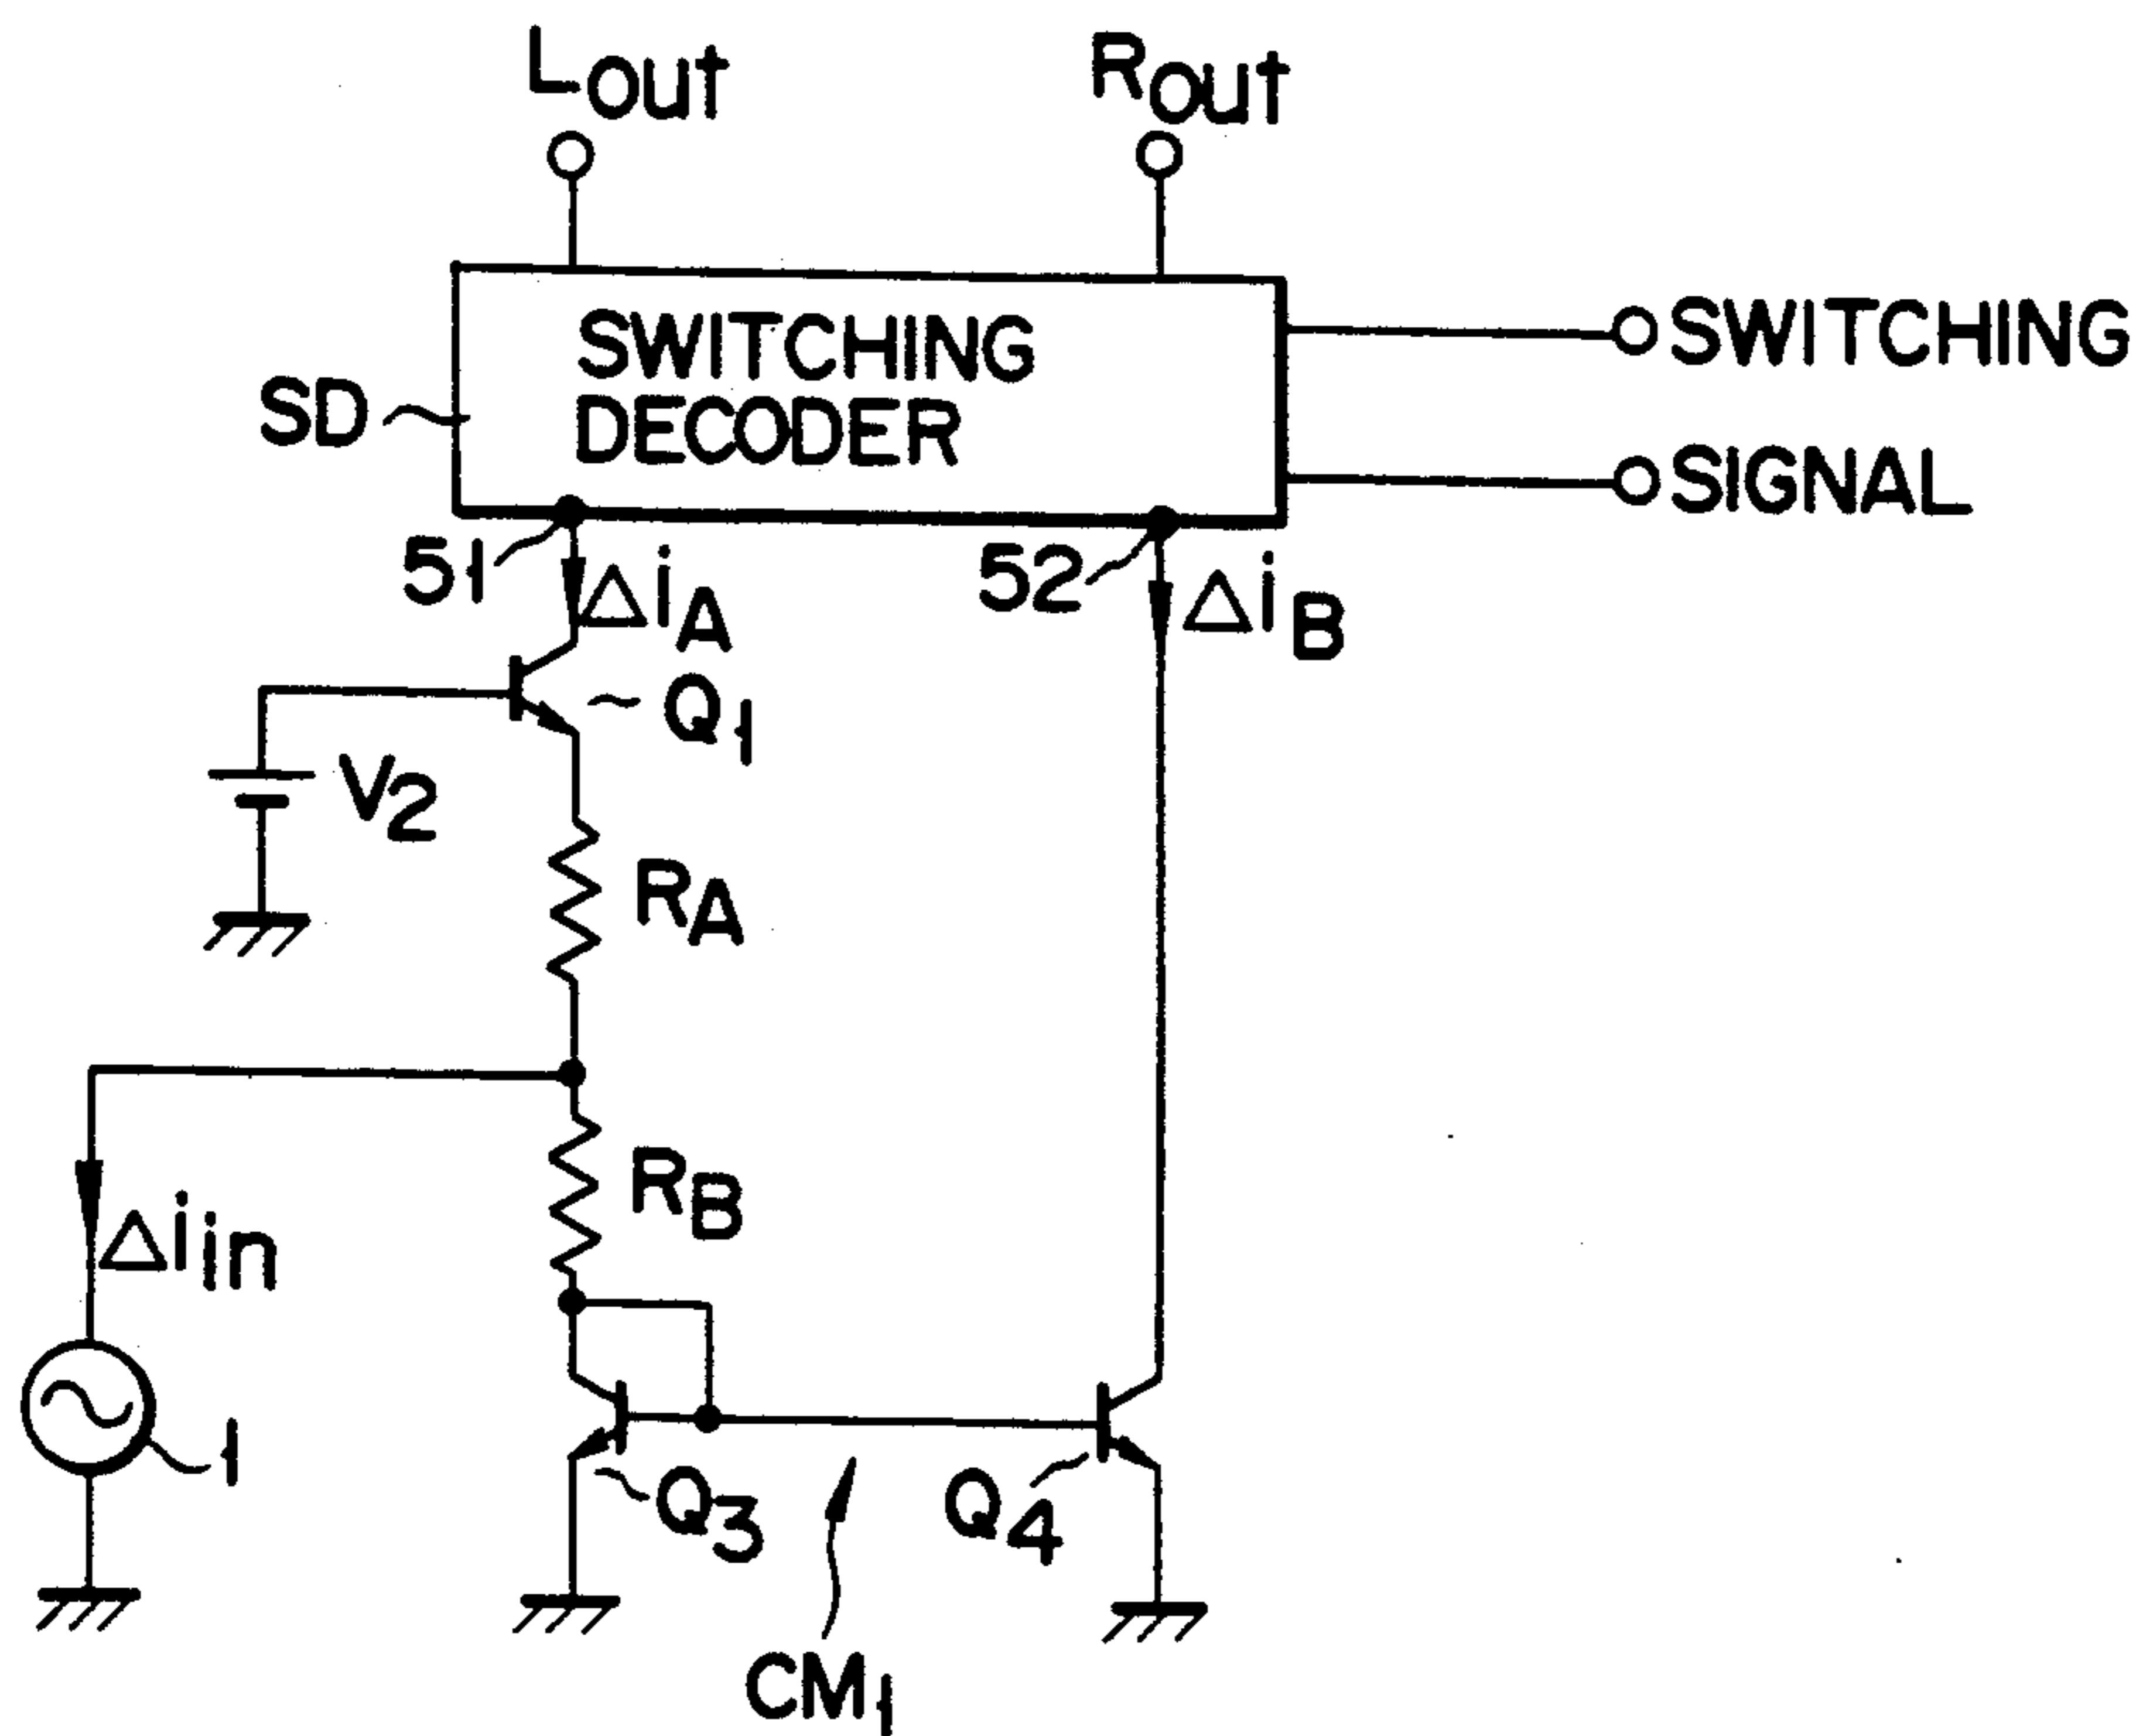 Lout
Rout
SWITCHING
DECODER
SWITCHING
SIGNAL
SD
51
ΔiA
52
ΔiB
Q1
V2
RA
RB
Δiin
1
Q3
Q4
CM1